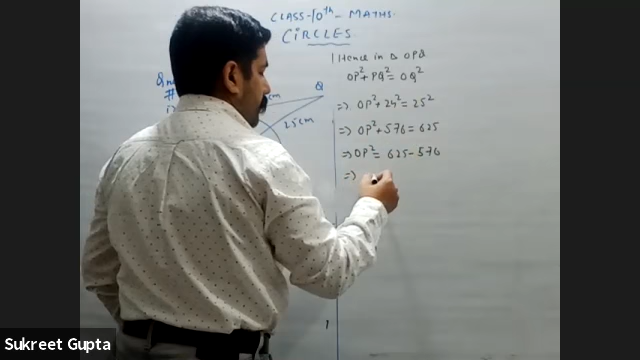 CLASS-10th- MATHS.
CIRCLES
Hence in Δ OPQ
OP²+PQ²= OQ²
Q
cm
25cm
=> OP²+24²= 25²
=> OP²+576=625
=> OP²= 625-576
=>
Sukreet Gupta